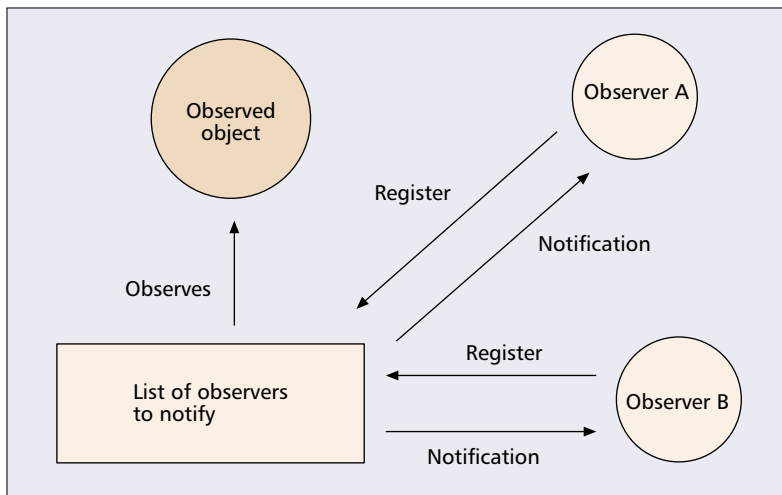 Observed
object
Observer A
Register
Notification
Observes
Register
List of observers
to notify
Observer B
Notification